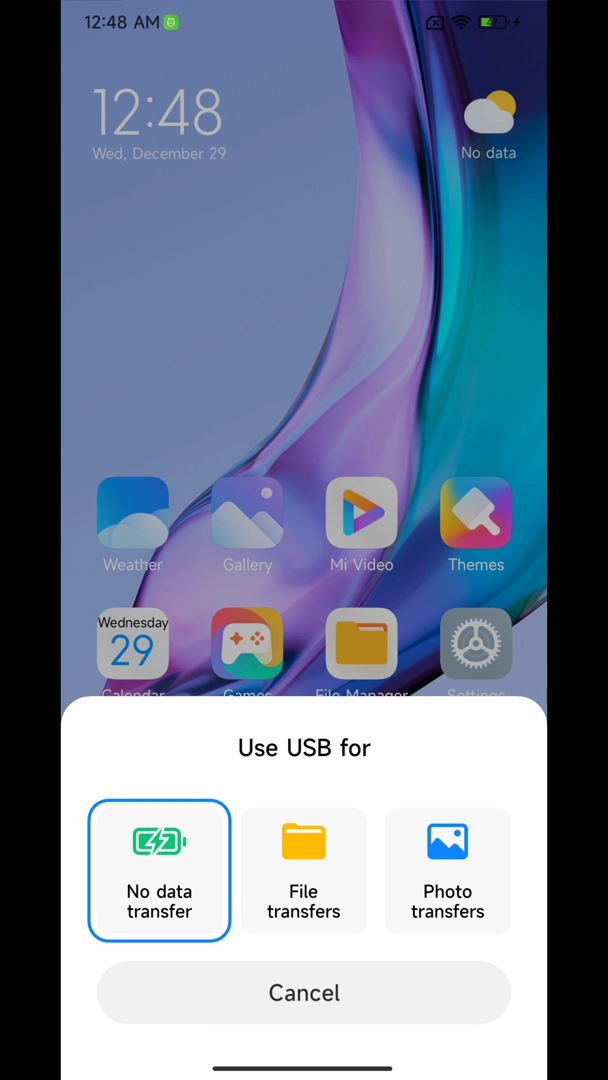 12:48 AM
47
12:48
Wed, December 29
No data
Weather
Gallery
Mi Video
Themes
Wednesday
29
Calendar
Games
File Manager
Settings
Use USB for
No data
transfer
File
transfers
Photo
transfers
Cancel